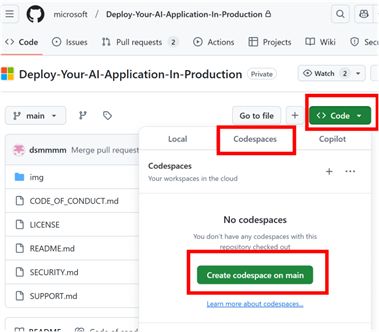 microsoft / Deploy-Your-AI-Application-In-Production
Code Issues Pull requests 2 Actions Projects Wiki
Deploy-Your-AI-Application-In-Production Private Watch 2
main Go to file + Code
Local Codespaces Copilot
dsmmmm Merge pull request
Codespaces
Your workspaces in the cloud
img
CODE_OF_CONDUCT.md
No codespaces
LICENSE
You don't have any codespaces with this
repository checked out
README.md
SECURITY.md
Create codespace on main
SUPPORT.md
Learn more about codespaces...
README